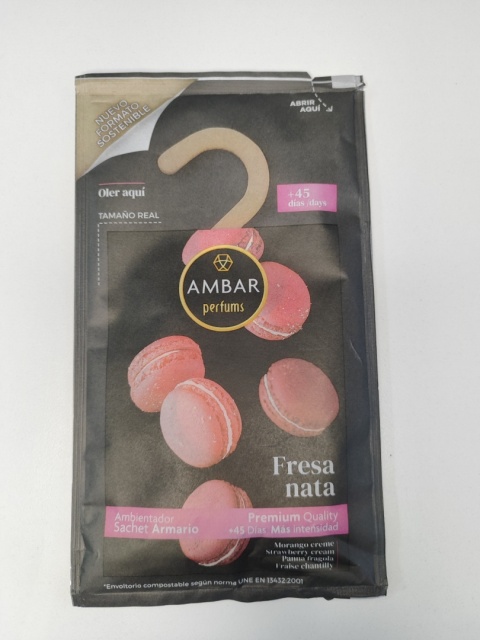 NUEVO
FORMATO
SOSTENIBLE
ABRIR
AQUÍ
Oler aquí
+45
días /days
TAMAÑO REAL
AMBAR
perfums
Fresa
nata
Ambientador
Sachet Armario
Premium Quality
+45 Días Más intensidad
Morango creme
Strawberry cream
Panna fragola
Fraise chantilly
*Envoltorio compostable según norma UNE EN 13432:2001